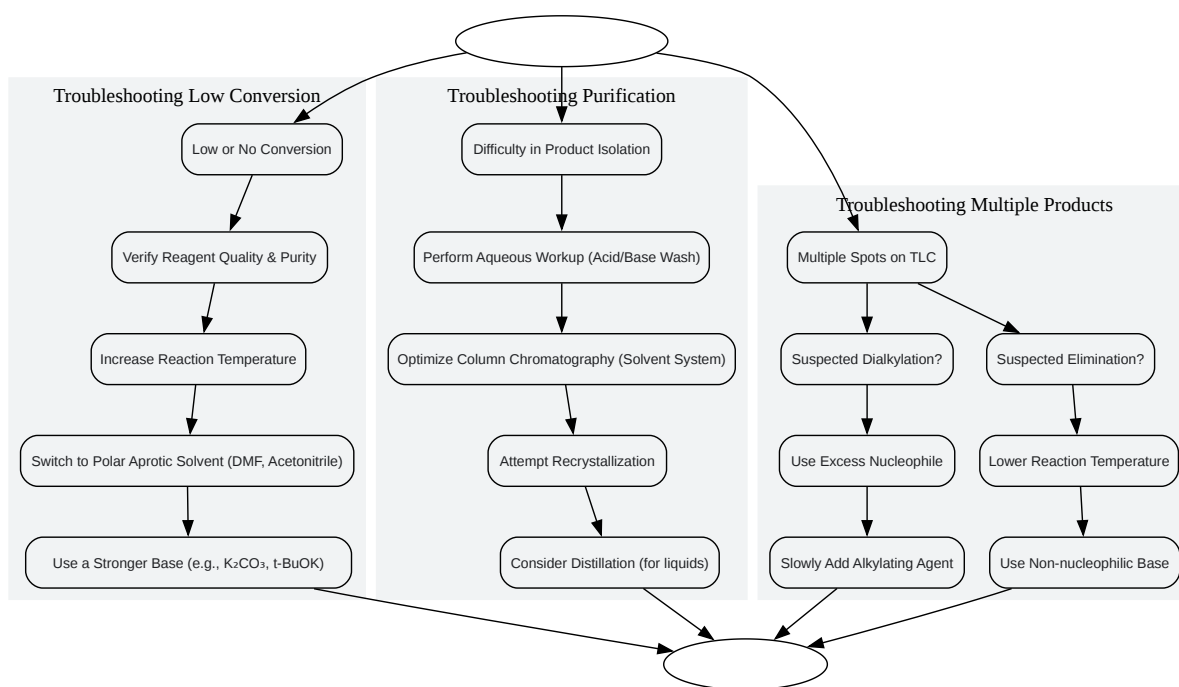 Troubleshooting Low Conversion
Low or No Conversion
Verify Reagent Quality & Purity
Increase Reaction Temperature
Switch to Polar Aprotic Solvent (DMF, Acetonitrile)
Use a Stronger Base (e.g., K₂CO₃, t-BuOK)
Troubleshooting Purification
Difficulty in Product Isolation
Perform Aqueous Workup (Acid/Base Wash)
Optimize Column Chromatography (Solvent System)
Attempt Recrystallization
Consider Distillation (for liquids)
Troubleshooting Multiple Products
Multiple Spots on TLC
Suspected Dialkylation?
Use Excess Nucleophile
Slowly Add Alkylating Agent
Suspected Elimination?
Lower Reaction Temperature
Use Non-nucleophilic Base